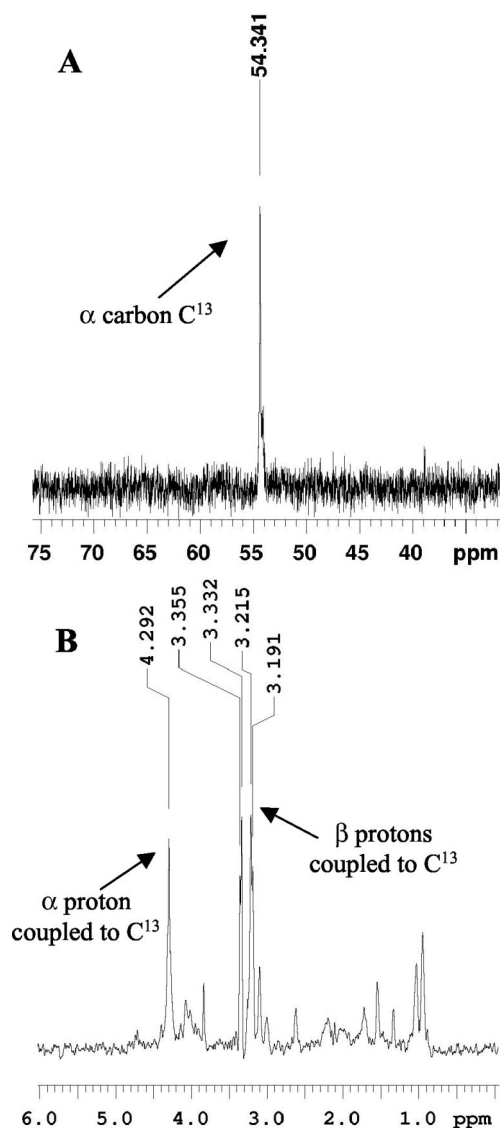 A
54.341
α carbon C¹³
75 70 65 60 55 50 45 40 ppm
B
4.292
3.355
3.332
3.215
3.191
α proton
coupled to C¹³
β protons
coupled to C¹³
6.0 5.0 4.0 3.0 2.0 1.0 ppm